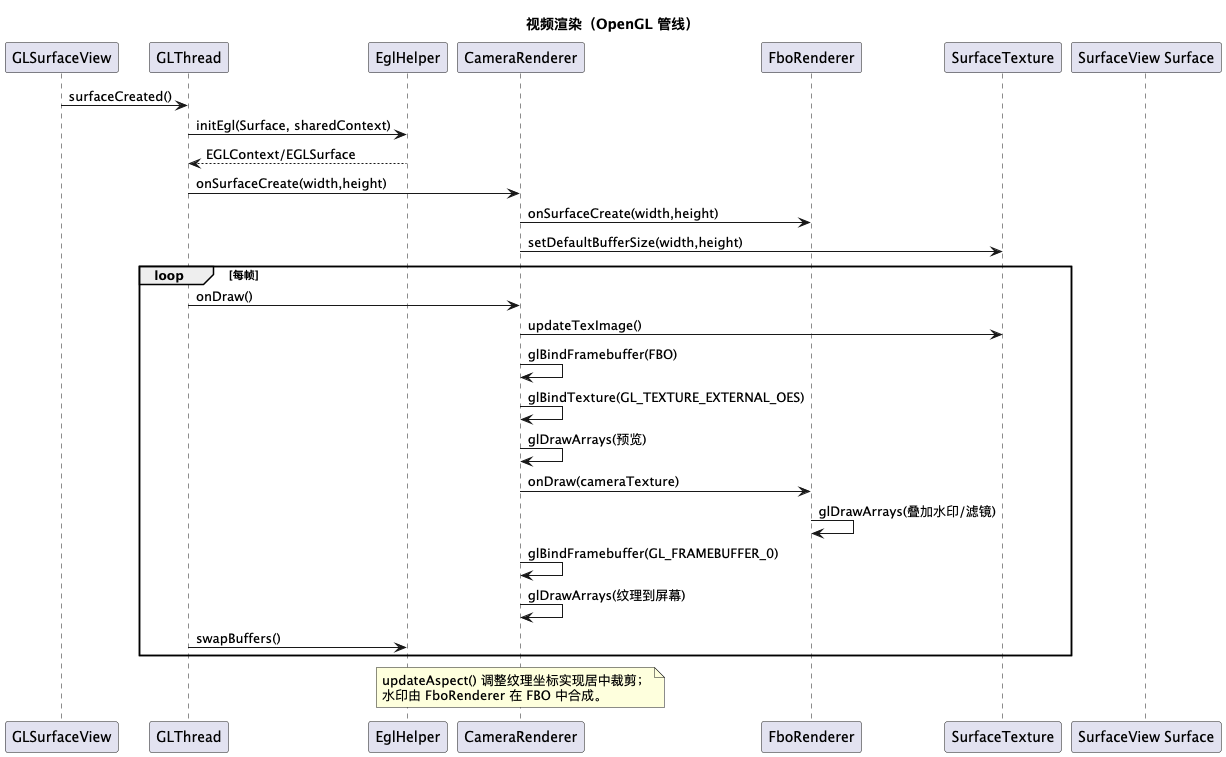 视频渲染（OpenGL 管线）
GLSurfaceView GLThread EglHelper CameraRenderer FboRenderer SurfaceTexture SurfaceView Surface
surfaceCreated()
initEgl(Surface, sharedContext)
EGLContext/EGLSurface
onSurfaceCreate(width,height)
onSurfaceCreate(width,height)
setDefaultBufferSize(width,height)
loop [每帧]
onDraw()
updateTexImage()
glBindFramebuffer(FBO)
glBindTexture(GL_TEXTURE_EXTERNAL_OES)
glDrawArrays(预览)
onDraw(cameraTexture)
glDrawArrays(叠加水印/滤镜)
glBindFramebuffer(GL_FRAMEBUFFER_0)
glDrawArrays(纹理到屏幕)
swapBuffers()
updateAspect() 调整纹理坐标实现居中裁剪；
水印由 FboRenderer 在 FBO 中合成。
GLSurfaceView GLThread EglHelper CameraRenderer FboRenderer SurfaceTexture SurfaceView Surface